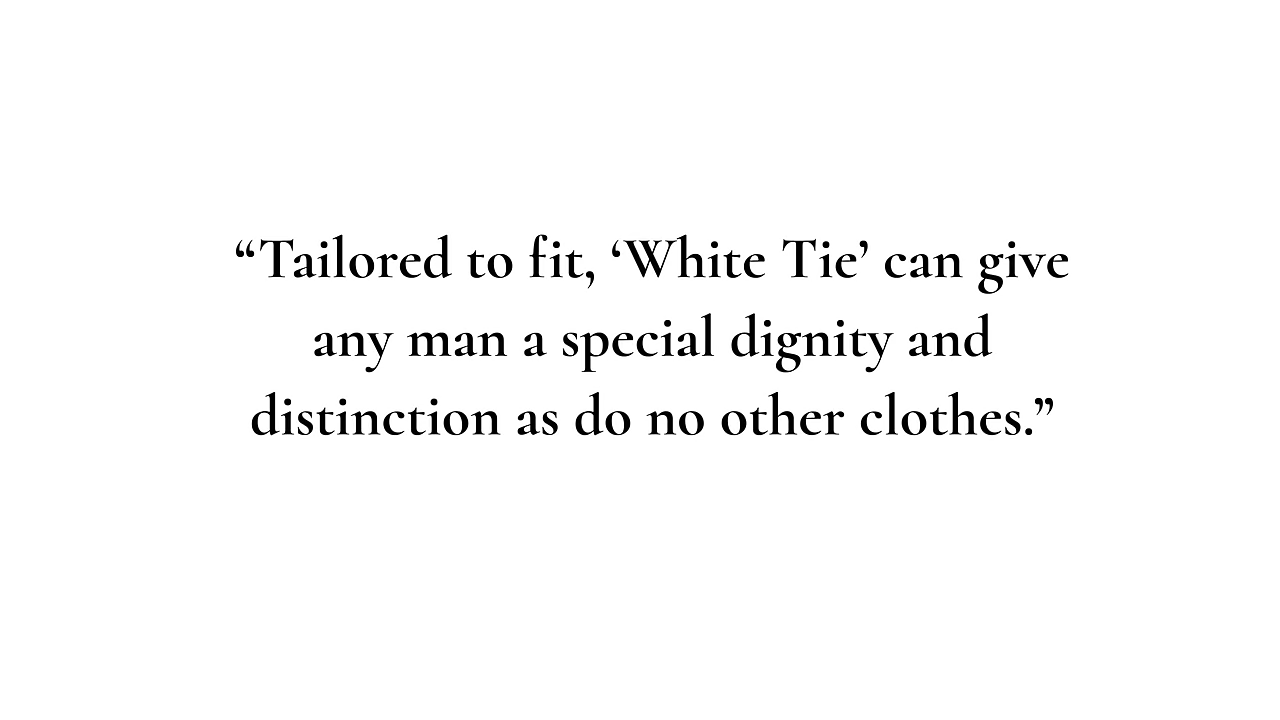 “Tailored to fit, ‘White Tie’ can give
any man a special dignity and
distinction as do no other clothes.”